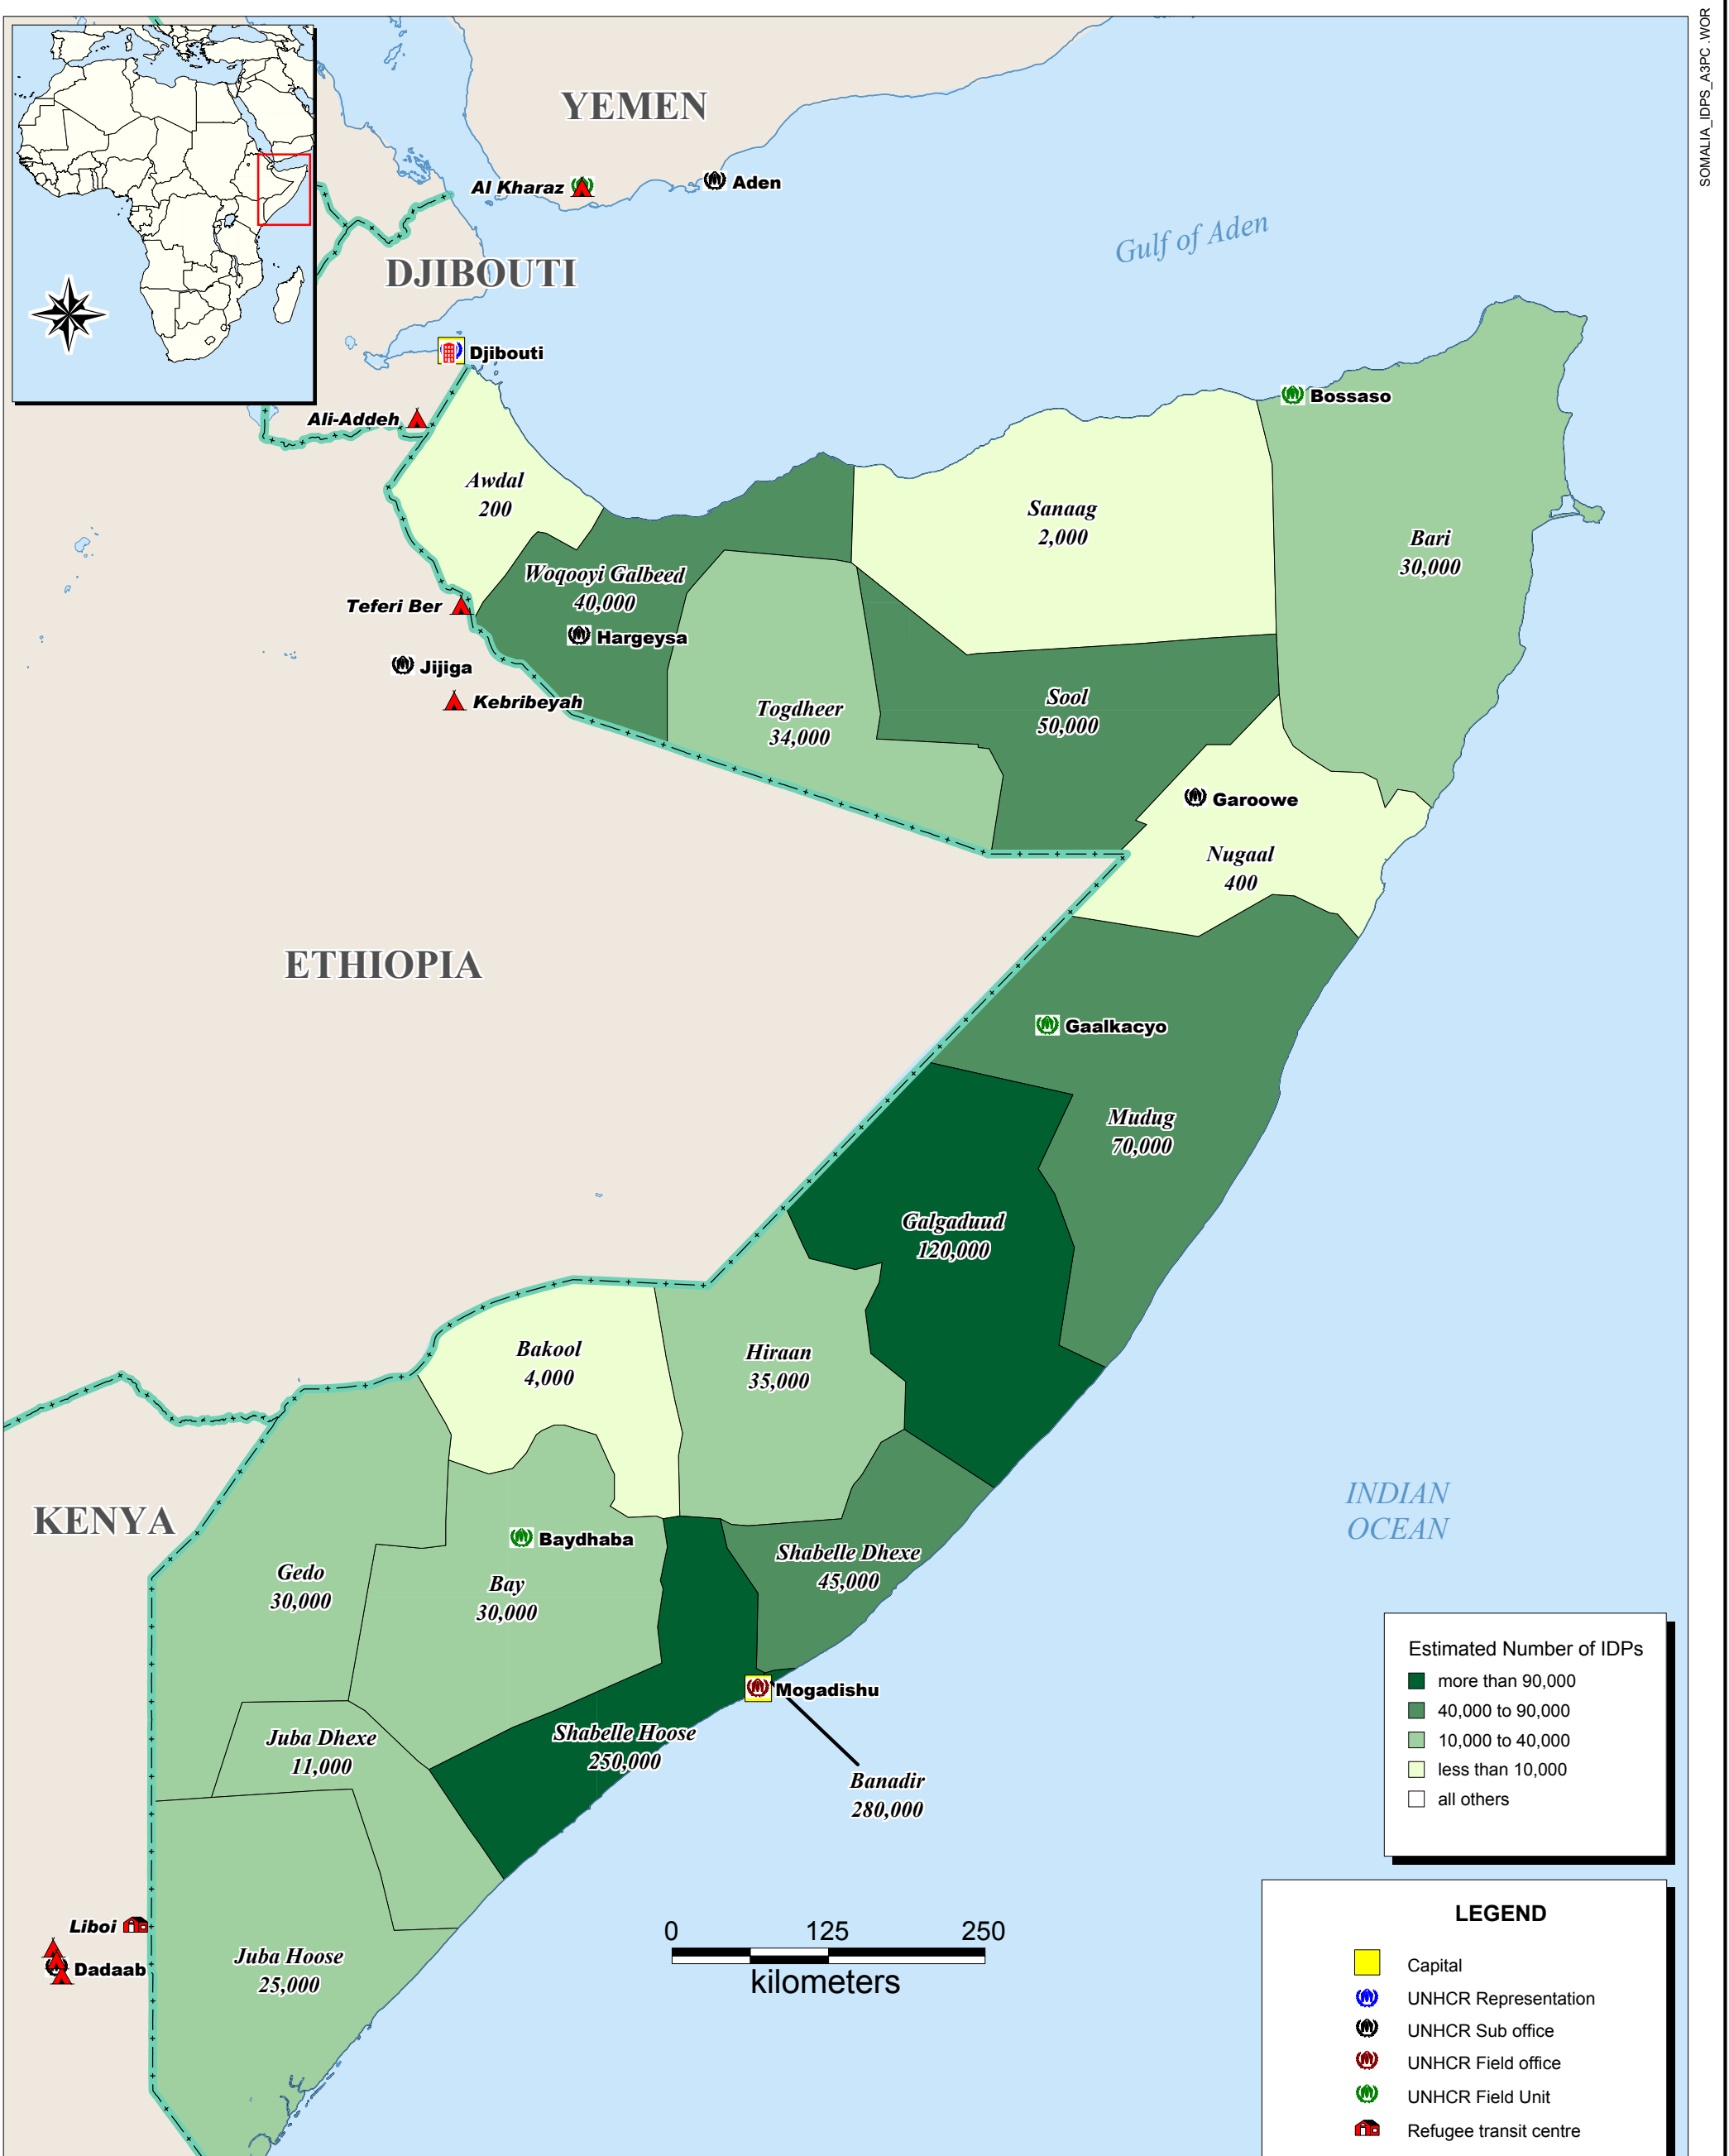 SOMALIA_IDPS_A3PC_WOR
YEMEN
Al Kharaz
Aden
Gulf of Aden
DJIBOUTI
Djibouti
Ali-Addeh
Bossaso
Awdal
200
Sanaag
2,000
Bari
30,000
Woqooyi Galbeed
40,000
Teferi Ber
Hargeysa
Jijiga
Kebribeyah
Togdheer
34,000
Sool
50,000
Garoowe
Nugaal
400
ETHIOPIA
Gaalkacyo
Mudug
70,000
Galgaduud
120,000
Bakool
4,000
Hiraan
35,000
INDIAN
OCEAN
KENYA
Baydhaba
Shabelle Dhexe
45,000
Gedo
30,000
Bay
30,000
Mogadishu
Juba Dhexe
11,000
Shabelle Hoose
250,000
Banadir
280,000
Liboi
Dadaab
Juba Hoose
25,000
0 125 250
kilometers
Estimated Number of IDPs
more than 90,000
40,000 to 90,000
10,000 to 40,000
less than 10,000
all others
LEGEND
Capital
UNHCR Representation
UNHCR Sub office
UNHCR Field office
UNHCR Field Unit
Refugee transit centre